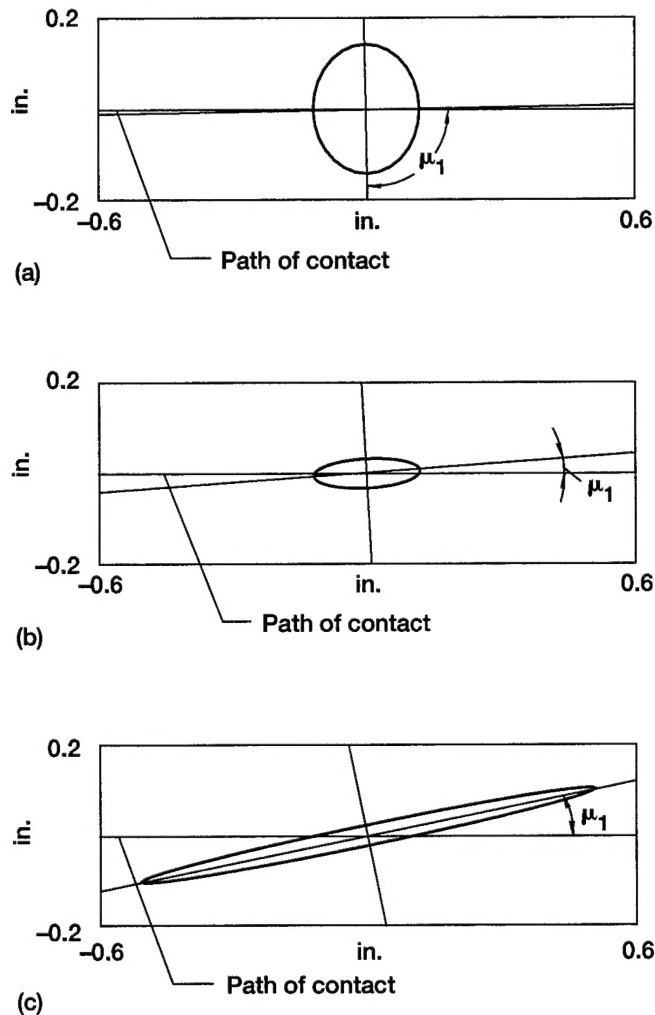 0.2
in.
μ1
-0.2
-0.6
in.
0.6
Path of contact
(a)
0.2
in.
μ1
-0.2
-0.6
in.
0.6
Path of contact
(b)
0.2
in.
μ1
-0.2
-0.6
in.
0.6
Path of contact
(c)